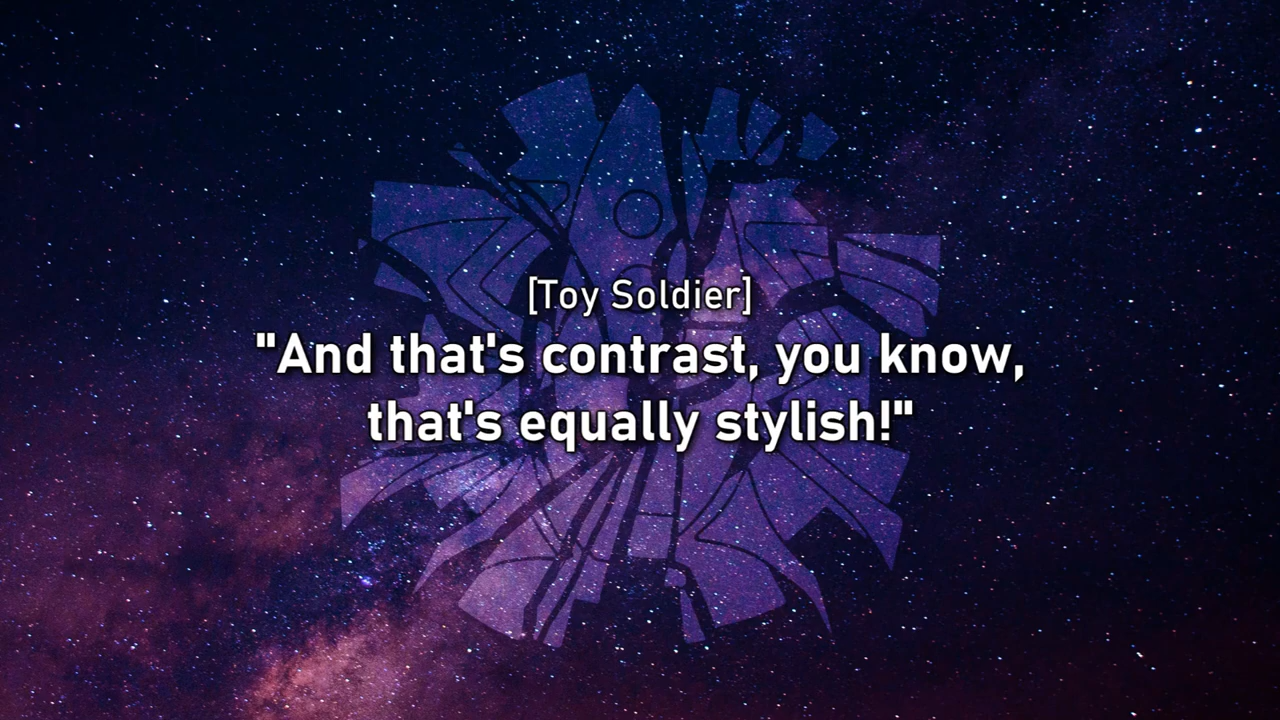 [Toy Soldier]
"And that's contrast, you know,
that's equally stylish!"